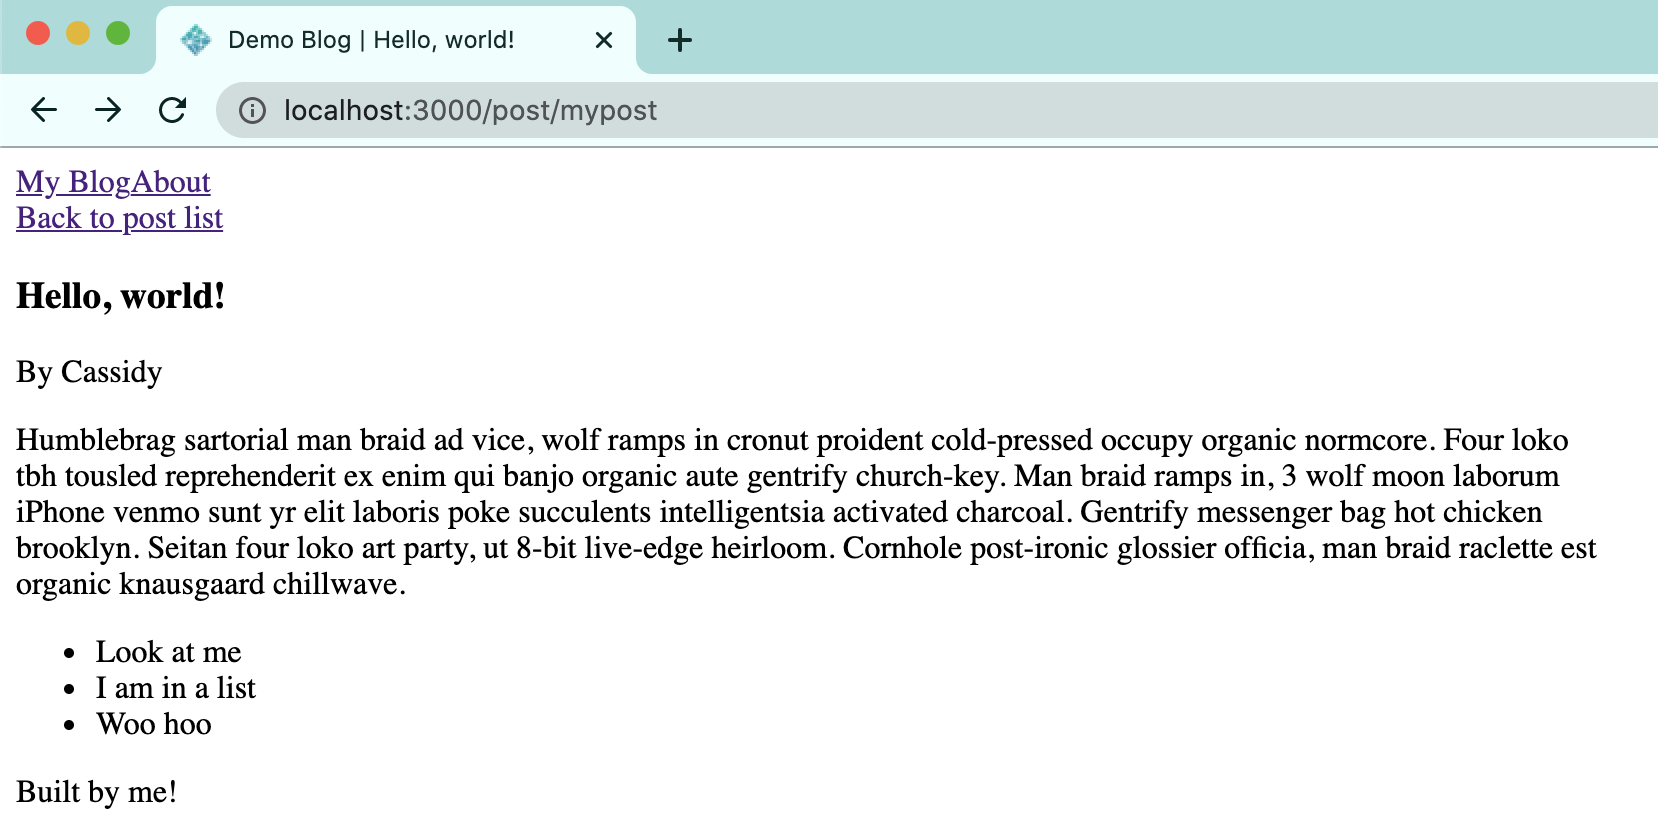 Demo Blog | Hello, world!
localhost:3000/post/mypost
My BlogAbout
Back to post list
Hello, world!
By Cassidy
Humblebrag sartorial man braid ad vice, wolf ramps in cronut proident cold-pressed occupy organic normcore. Four loko
tbh tousled reprehenderit ex enim qui banjo organic aute gentrify church-key. Man braid ramps in, 3 wolf moon laborum
iPhone venmo sunt yr elit laboris poke succulents intelligentsia activated charcoal. Gentrify messenger bag hot chicken
brooklyn. Seitan four loko art party, ut 8-bit live-edge heirloom. Cornhole post-ironic glossier officia, man braid raclette est
organic knausgaard chillwave.
• Look at me
• I am in a list
• Woo hoo
Built by me!